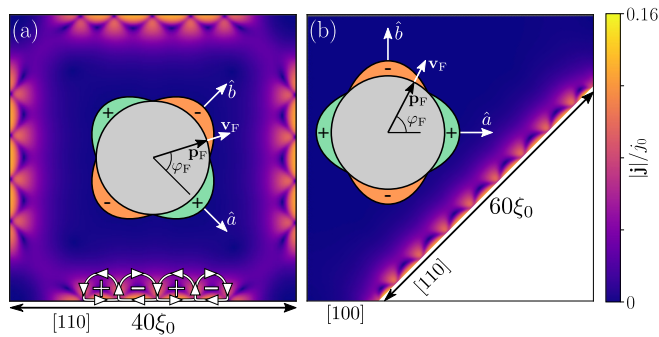 (a)
+
-
b̂
v_F
p_F
φ_F
-
+
â
+ - + -
[110]
40ξ₀
(b)
b̂
-
v_F
p_F
φ_F
+
+
â
-
60ξ₀
[110]
[100]
0.16
|j|/j₀
0